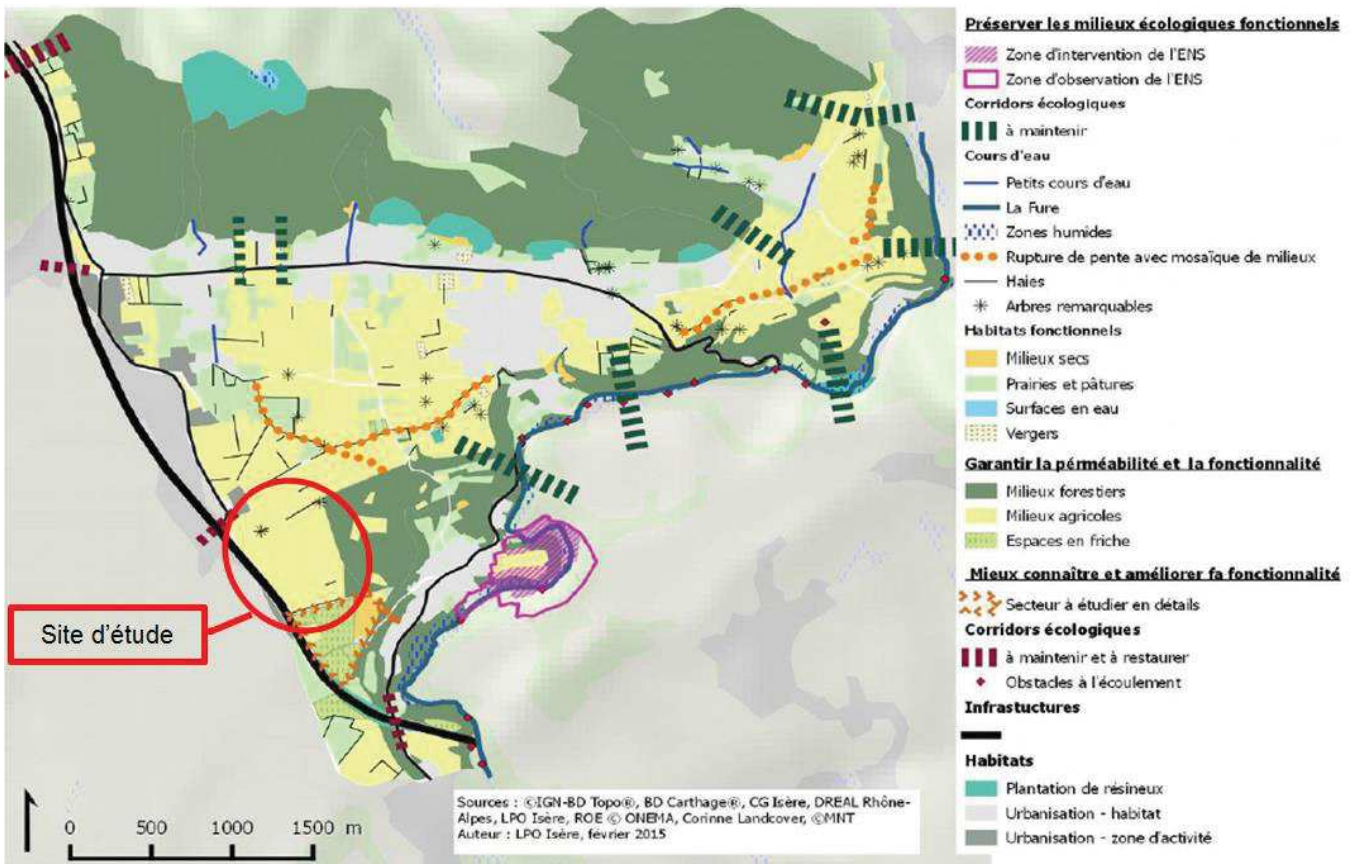 Préserver les milieux écologiques fonctionnels
Zone d'intervention de l'ENS
Zone d'observation de l'ENS
Corridors écologiques
à maintenir
Cours d'eau
Petits cours d'eau
La Fure
Zones humides
Rupture de pente avec mosaïque de milieux
Haies
Arbres remarquables
Habitats fonctionnels
Milieux secs
Prairies et pâtures
Surfaces en eau
Vergers
Garantir la pérméabilité et la fonctionnalité
Milieux forestiers
Milieux agricoles
Espaces en friche
Mieux connaître et améliorer fa fonctionnalité
Secteur à étudier en détails
Corridors écologiques
à maintenir et à restaurer
Obstacles à l'écoulement
Infrastuctures
Habitats
Plantation de résineux
Urbanisation - habitat
Urbanisation - zone d'activité
Site d'étude
0 500 1000 1500 m
Sources : ©IGN-BD Topo®, BD Carthage®, CG Isère, DREAL Rhône-
Alpes, LPO Isère, ROE © ONEMA, Corinne Landcover, ©MNT
Auteur : LPO Isère, février 2015